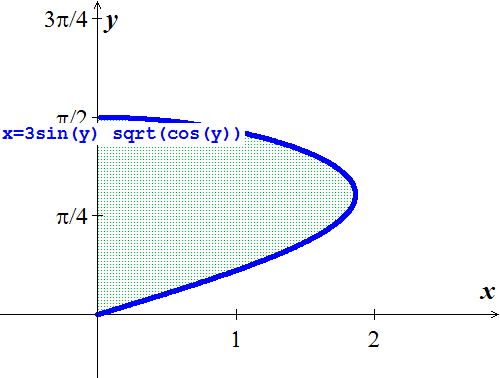 3π/4
y
π/2
x=3sin(y) sqrt(cos(y))
π/4
x
1 2